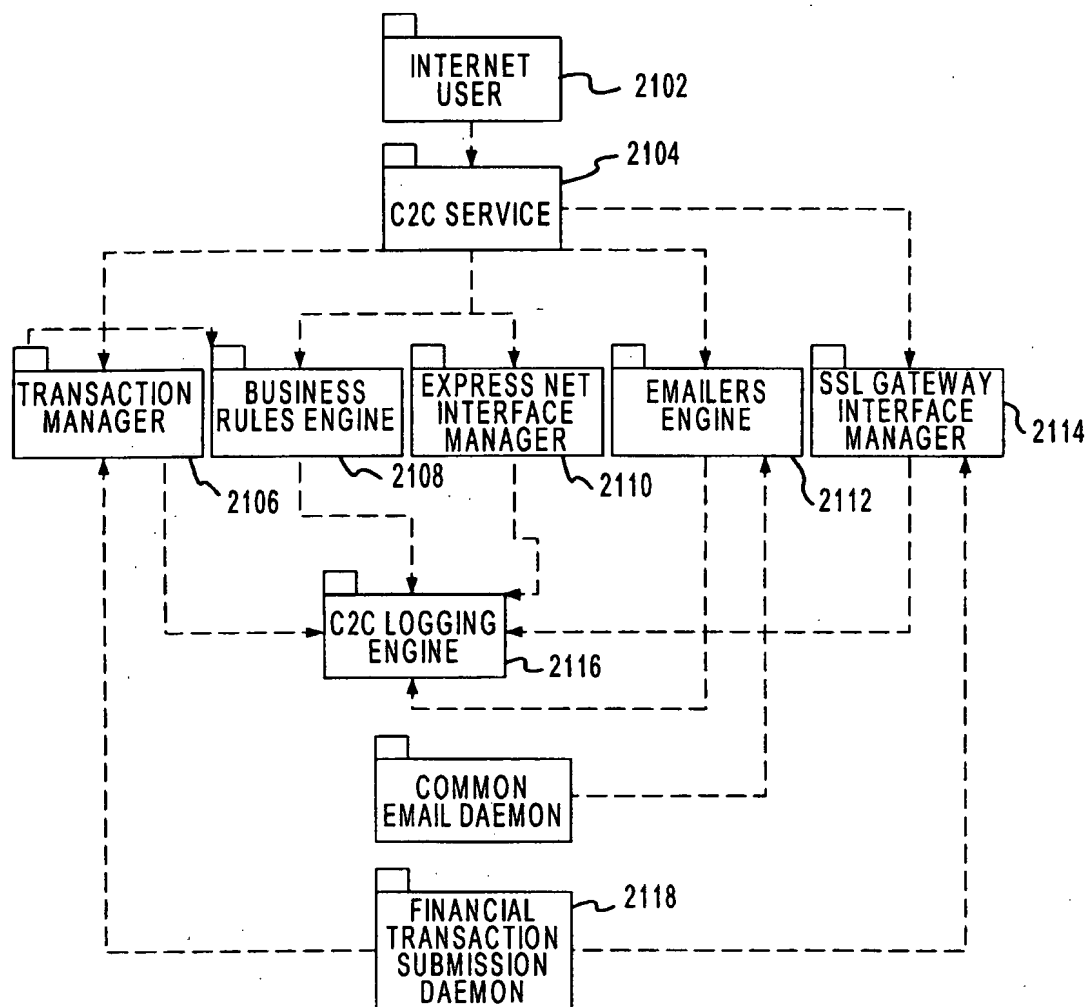 INTERNET
USER
2102
2104
C2C SERVICE
TRANSACTION
MANAGER
2106
BUSINESS
RULES ENGINE
2108
EXPRESS NET
INTERFACE
MANAGER
2110
EMAILERS
ENGINE
2112
SSL GATEWAY
INTERFACE
MANAGER
2114
C2C LOGGING
ENGINE
2116
COMMON
EMAIL DAEMON
2118
FINANCIAL
TRANSACTION
SUBMISSION
DAEMON